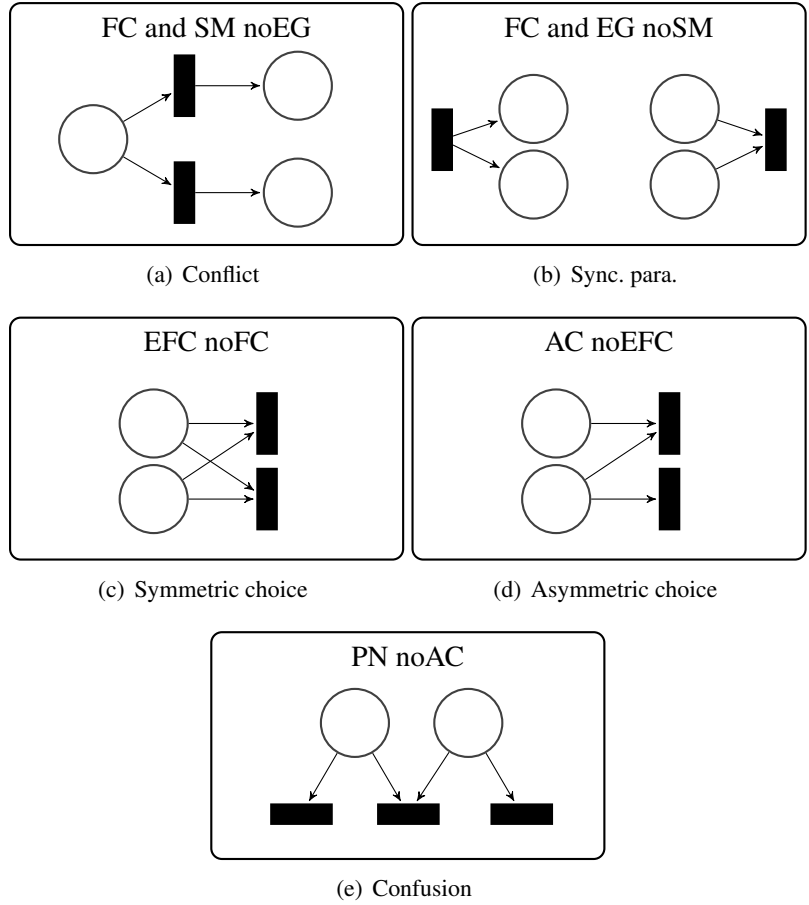 FC and SM noEG
FC and EG noSM
(a) Conflict
(b) Sync. para.
EFC noFC
AC noEFC
(c) Symmetric choice
(d) Asymmetric choice
PN noAC
(e) Confusion